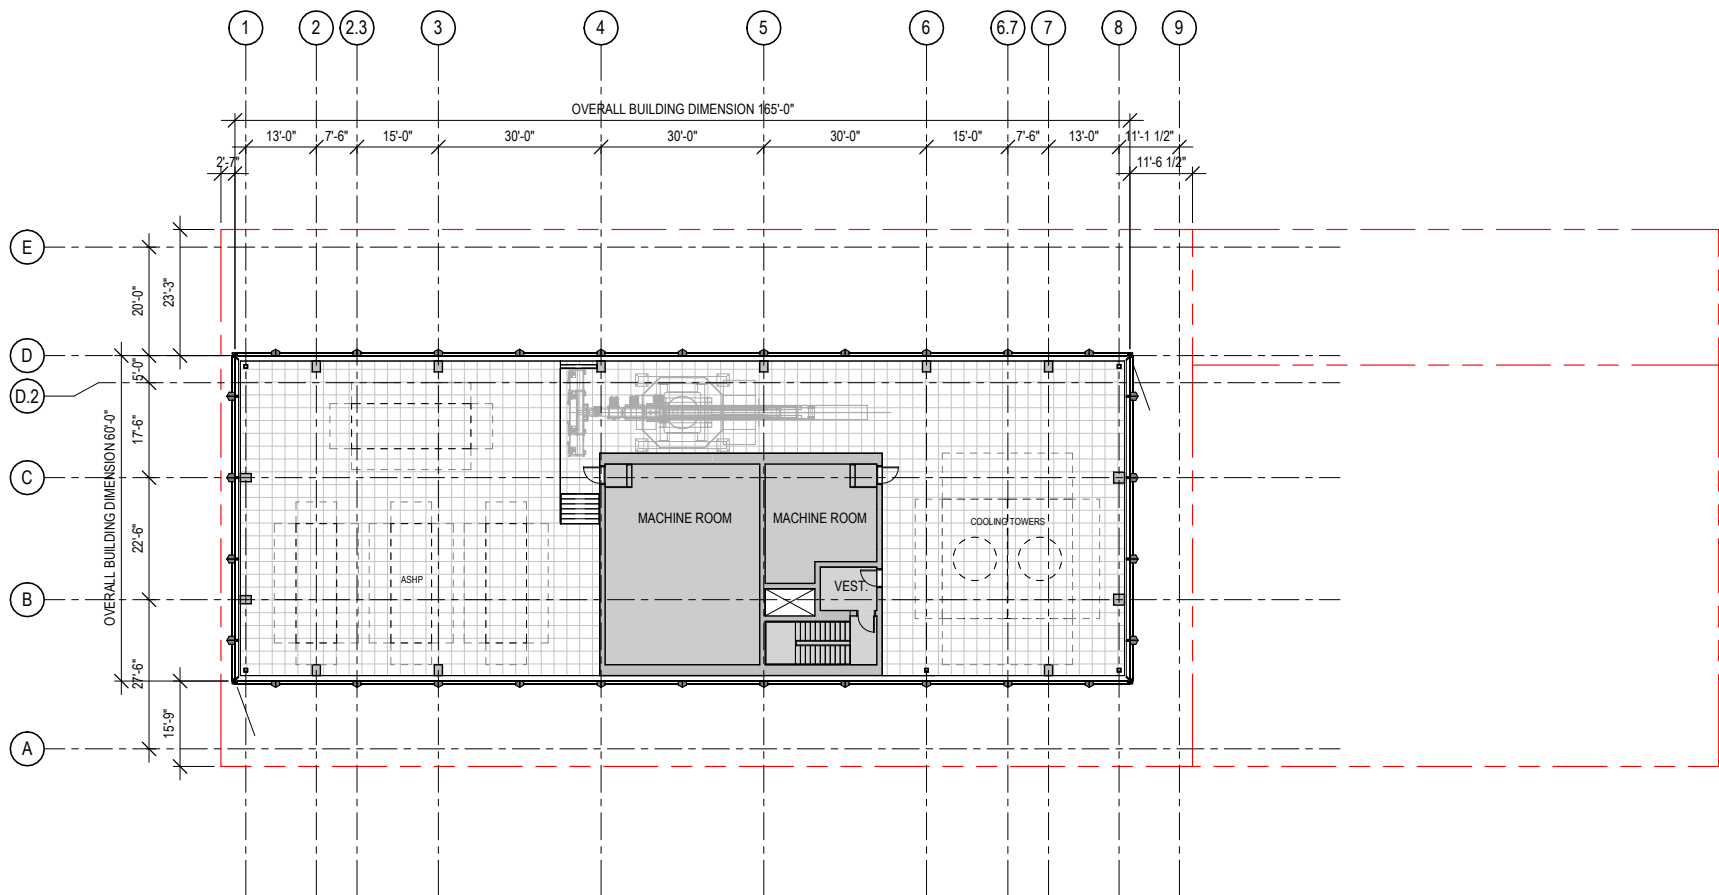 1 2 2.3 3 4 5 6 6.7 7 8 9
OVERALL BUILDING DIMENSION 165'-0"
13'-0" 7'-6" 15'-0" 30'-0" 30'-0" 30'-0" 15'-0" 7'-6" 13'-0" 11'-1 1/2"
2'-7" 11'-6 1/2"
E
20'-0"
23'-3"
D
5'-0"
D.2
17'-6"
OVERALL BUILDING DIMENSION 60'-0"
C
22'-6"
MACHINE ROOM
MACHINE ROOM
COOLING TOWERS
ASHP
VEST.
B
27'-6"
15'-9"
A